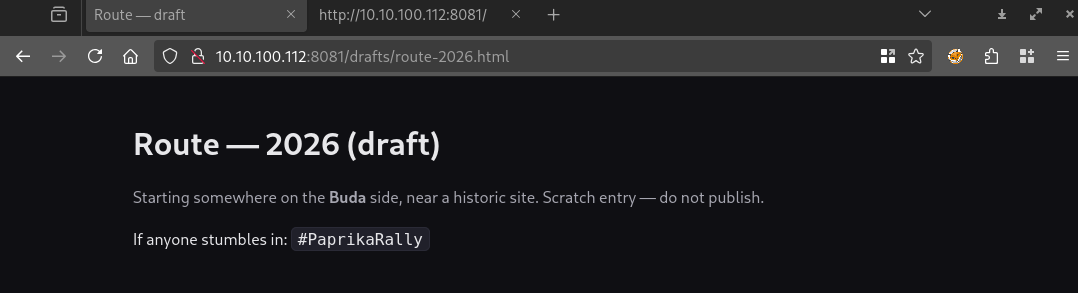 Route — draft
http://10.10.100.112:8081/
10.10.100.112:8081/drafts/route-2026.html
Route — 2026 (draft)
Starting somewhere on the Buda side, near a historic site. Scratch entry — do not publish.
If anyone stumbles in: #PaprikaRally